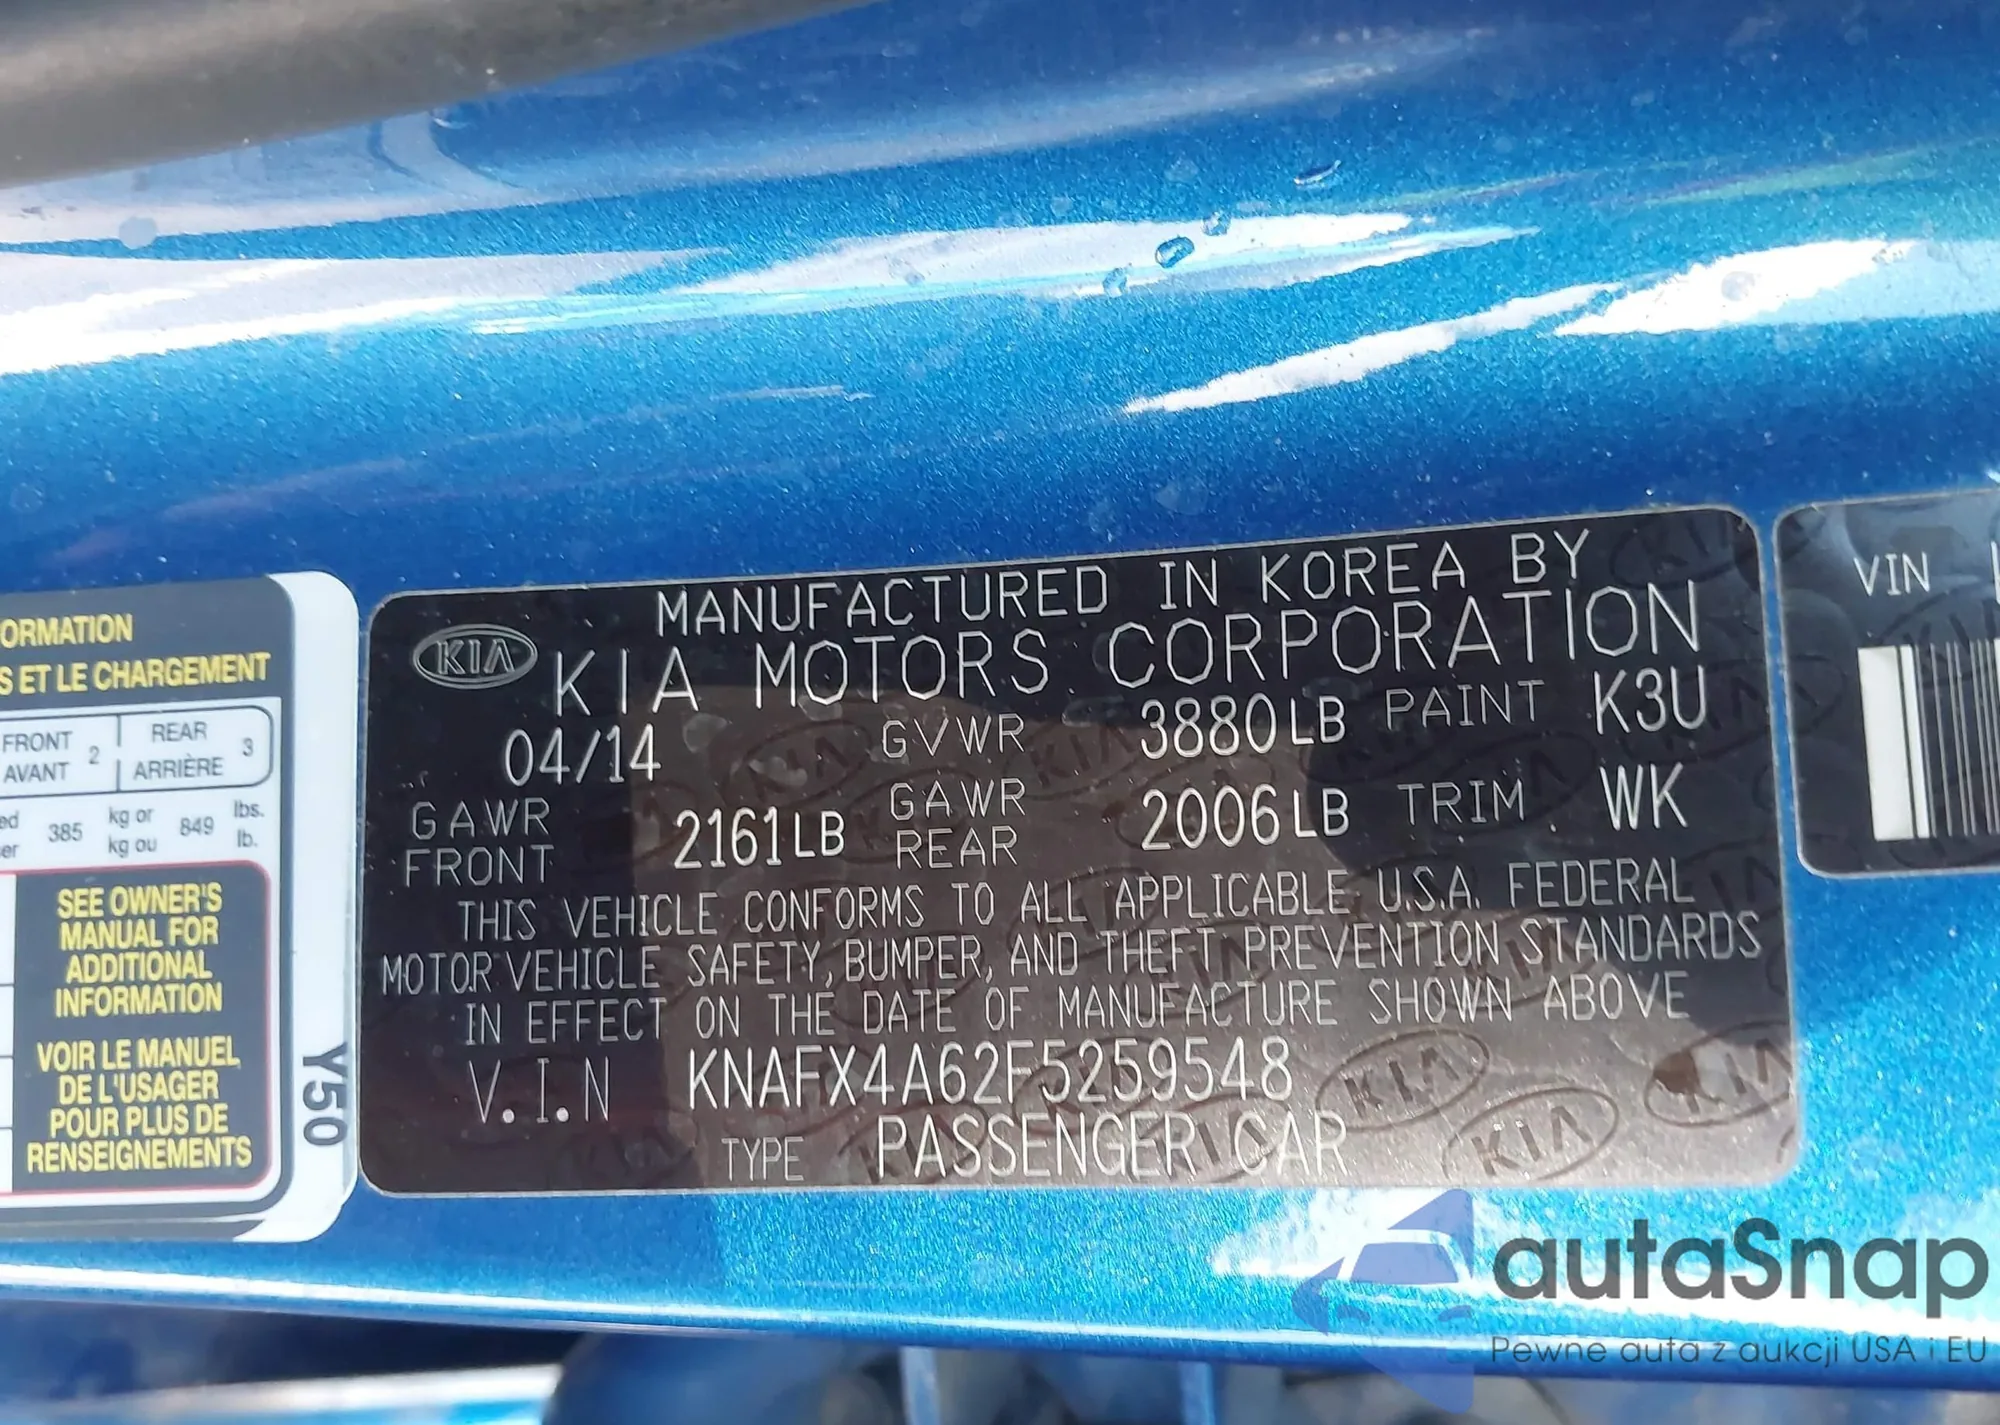 ORMATION
S ET LE CHARGEMENT
FRONT
AVANT 2
REAR
ARRIÈRE 3
385 kg or
kg ou 849 lbs.
lb.
SEE OWNER'S
MANUAL FOR
ADDITIONAL
INFORMATION
VOIR LE MANUEL
DE L'USAGER
POUR PLUS DE
RENSEIGNEMENTS
Y50
MANUFACTURED IN KOREA BY
KIA KIA MOTORS CORPORATION
04/14 GVWR 3880LB PAINT K3U
GAWR
FRONT 2161LB GAWR
REAR 2006LB TRIM WK
THIS VEHICLE CONFORMS TO ALL APPLICABLE U.S.A. FEDERAL
MOTOR VEHICLE SAFETY, BUMPER, AND THEFT PREVENTION STANDARDS
IN EFFECT ON THE DATE OF MANUFACTURE SHOWN ABOVE
V.I.N KNAFX4A62F5259548
TYPE PASSENGER CAR
VIN
autaSnap
Pewne auta z aukcji USA i EU